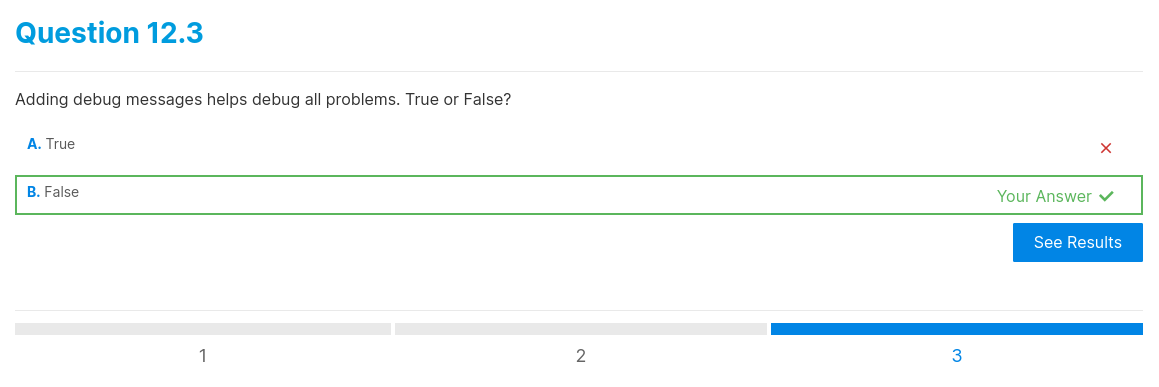 Question 12.3
Adding debug messages helps debug all problems. True or False?
A. True
B. False Your Answer
See Results
1 2 3